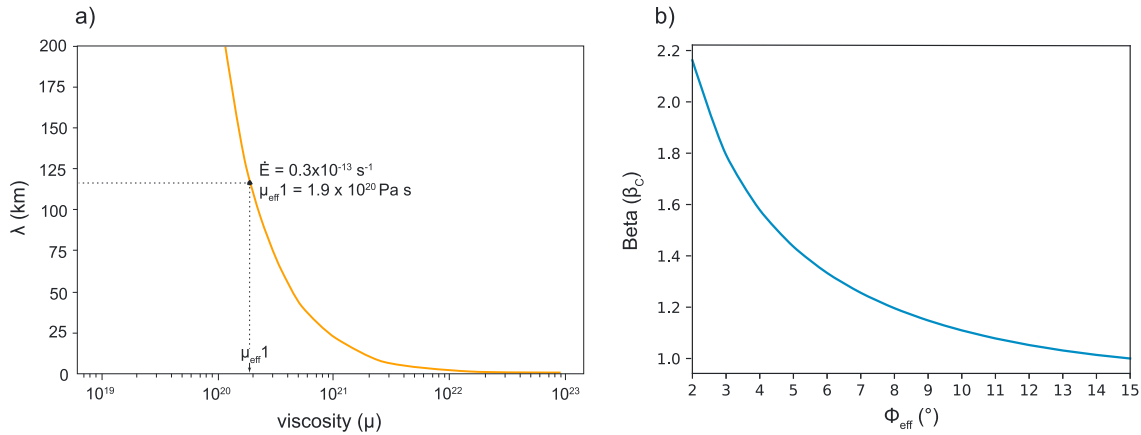 a)
200
175
150
125
100
75
50
25
0
λ (km)
Ė = 0.3x10⁻¹³ s⁻¹
μeff1 = 1.9 x 10²⁰ Pa s
μeff1
10¹⁹ 10²⁰ 10²¹ 10²² 10²³
viscosity (μ)
b)
2.2
2.0
1.8
1.6
1.4
1.2
1.0
Beta (βC)
2 3 4 5 6 7 8 9 10 11 12 13 14 15
Φeff (°)